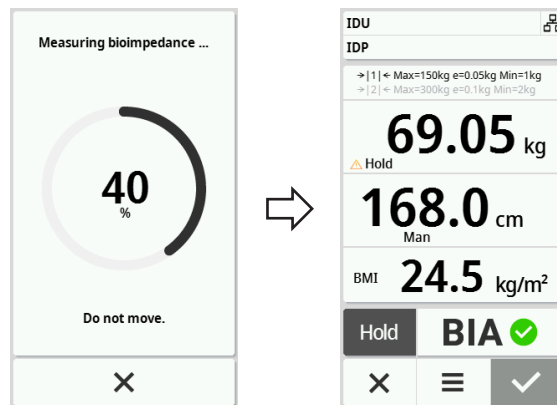 Measuring bioimpedance ...
40
%
Do not move.
IDU
IDP
→|1|← Max=150kg e=0.05kg Min=1kg
→|2|← Max=300kg e=0.1kg Min=2kg
69.05 kg
Hold
168.0 cm
Man
BMI 24.5 kg/m²
Hold BIA